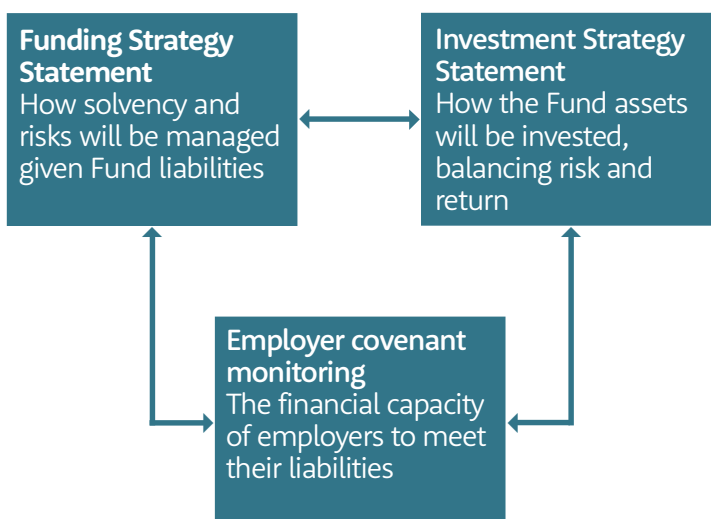 Funding Strategy
Statement
How solvency and
risks will be managed
given Fund liabilities
Investment Strategy
Statement
How the Fund assets
will be invested,
balancing risk and
return
Employer covenant
monitoring
The financial capacity
of employers to meet
their liabilities